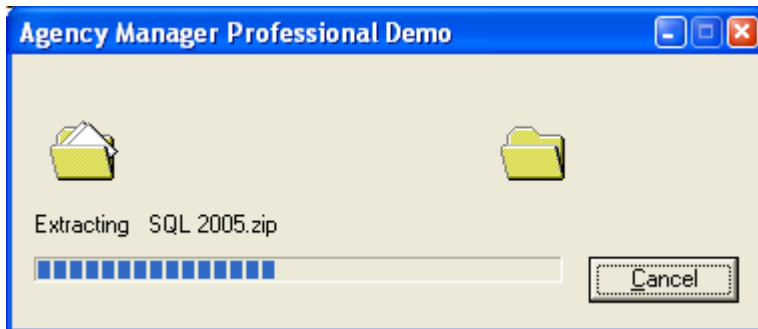 Agency Manager Professional Demo
Extracting SQL 2005.zip
Cancel